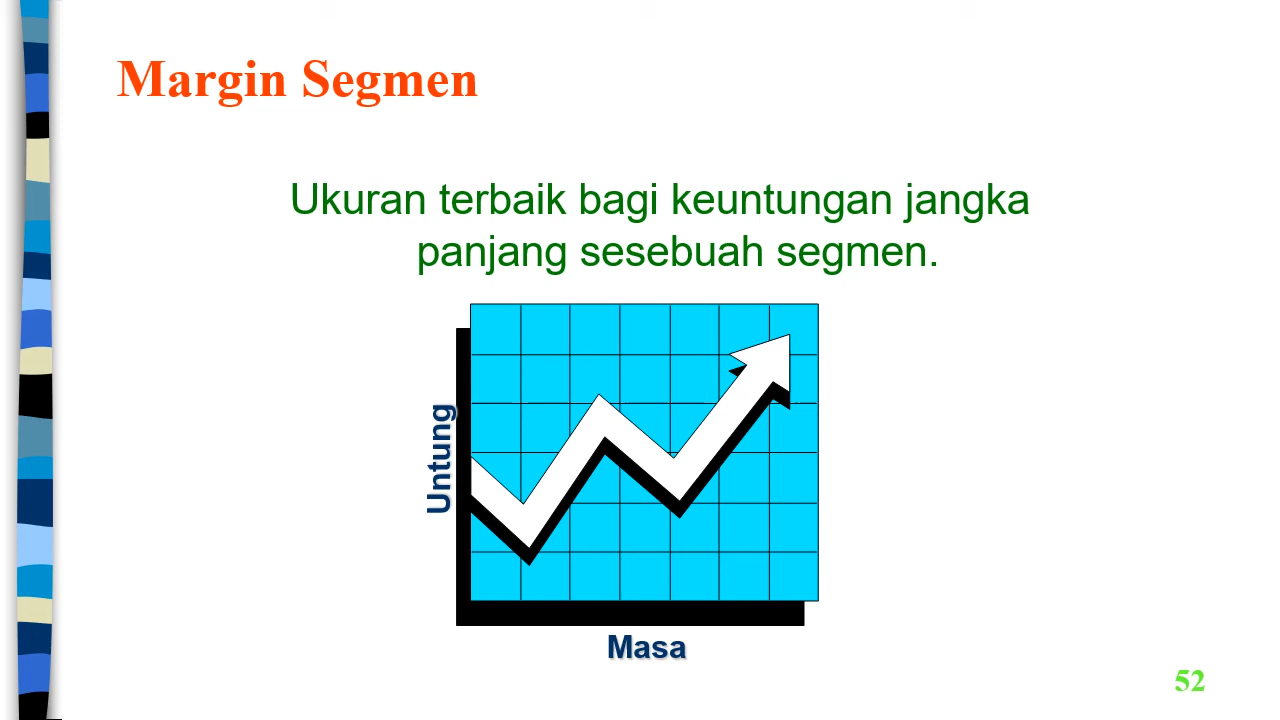 Margin Segmen
Ukuran terbaik bagi keuntungan jangka
panjang sesebuah segmen.
Untung
Masa
52